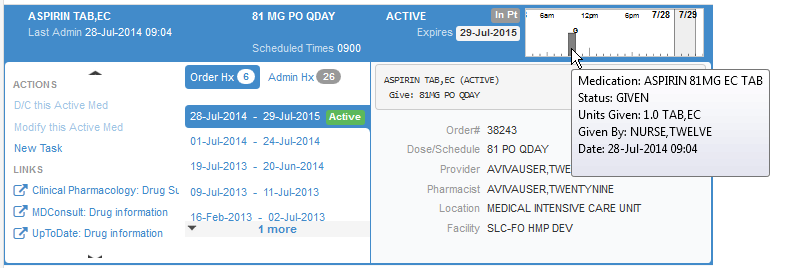 ASPIRIN TAB,EC 81 MG PO QDAY ACTIVE In Pt
Last Admin 28-Jul-2014 09:04 Expires 29-Jul-2015
Scheduled Times 0900
6am 12pm 6pm 7/28 7/29
G
ACTIONS
D/C this Active Med
Modify this Active Med
New Task
LINKS
Clinical Pharmacology: Drug Su
MDConsult: Drug information
UpToDate: Drug information
Order Hx 6 Admin Hx 26
28-Jul-2014 - 29-Jul-2015 Active
01-Jul-2014 - 24-Jul-2014
19-Jul-2013 - 20-Jun-2014
09-Jul-2013 - 11-Jul-2013
16-Feb-2013 - 02-Jul-2013
1 more
ASPIRIN TAB,EC (ACTIVE)
Give: 81MG PO QDAY
Order# 38243
Dose/Schedule 81 PO QDAY
Provider AVIVAUSER,TWE
Pharmacist AVIVAUSER,TWENTYNINE
Location MEDICAL INTENSIVE CARE UNIT
Facility SLC-FO HMP DEV
Medication: ASPIRIN 81MG EC TAB
Status: GIVEN
Units Given: 1.0 TAB,EC
Given By: NURSE,TWELVE
Date: 28-Jul-2014 09:04